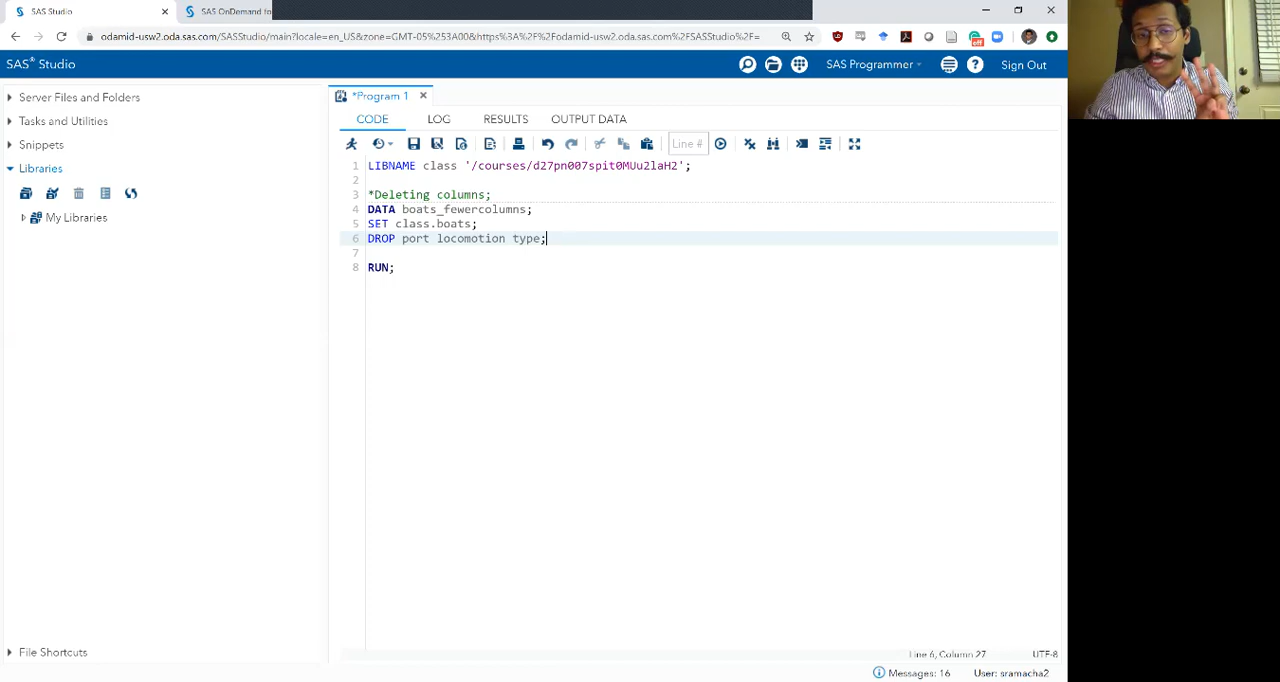 SAS Studio
SAS OnDemand fo
odamid-usw2.oda.sas.com/SASStudio/main?locale=en_US&zone=GMT-05%253A00&https%3A%2F%2Fodamid-usw2.oda.sas.com%2FSASStudio%2F=
off
SAS® Studio
SAS Programmer
Sign Out
Server Files and Folders
Tasks and Utilities
Snippets
Libraries
My Libraries
File Shortcuts
*Program 1
CODE LOG RESULTS OUTPUT DATA
Line #
1 LIBNAME class '/courses/d27pn007spit0MUu2laH2';
2
3 *Deleting columns;
4 DATA boats_fewercolumns;
5 SET class.boats;
6 DROP port locomotion type;
7
8 RUN;
Line 6, Column 27 UTF-8
Messages: 16 User: sramacha2